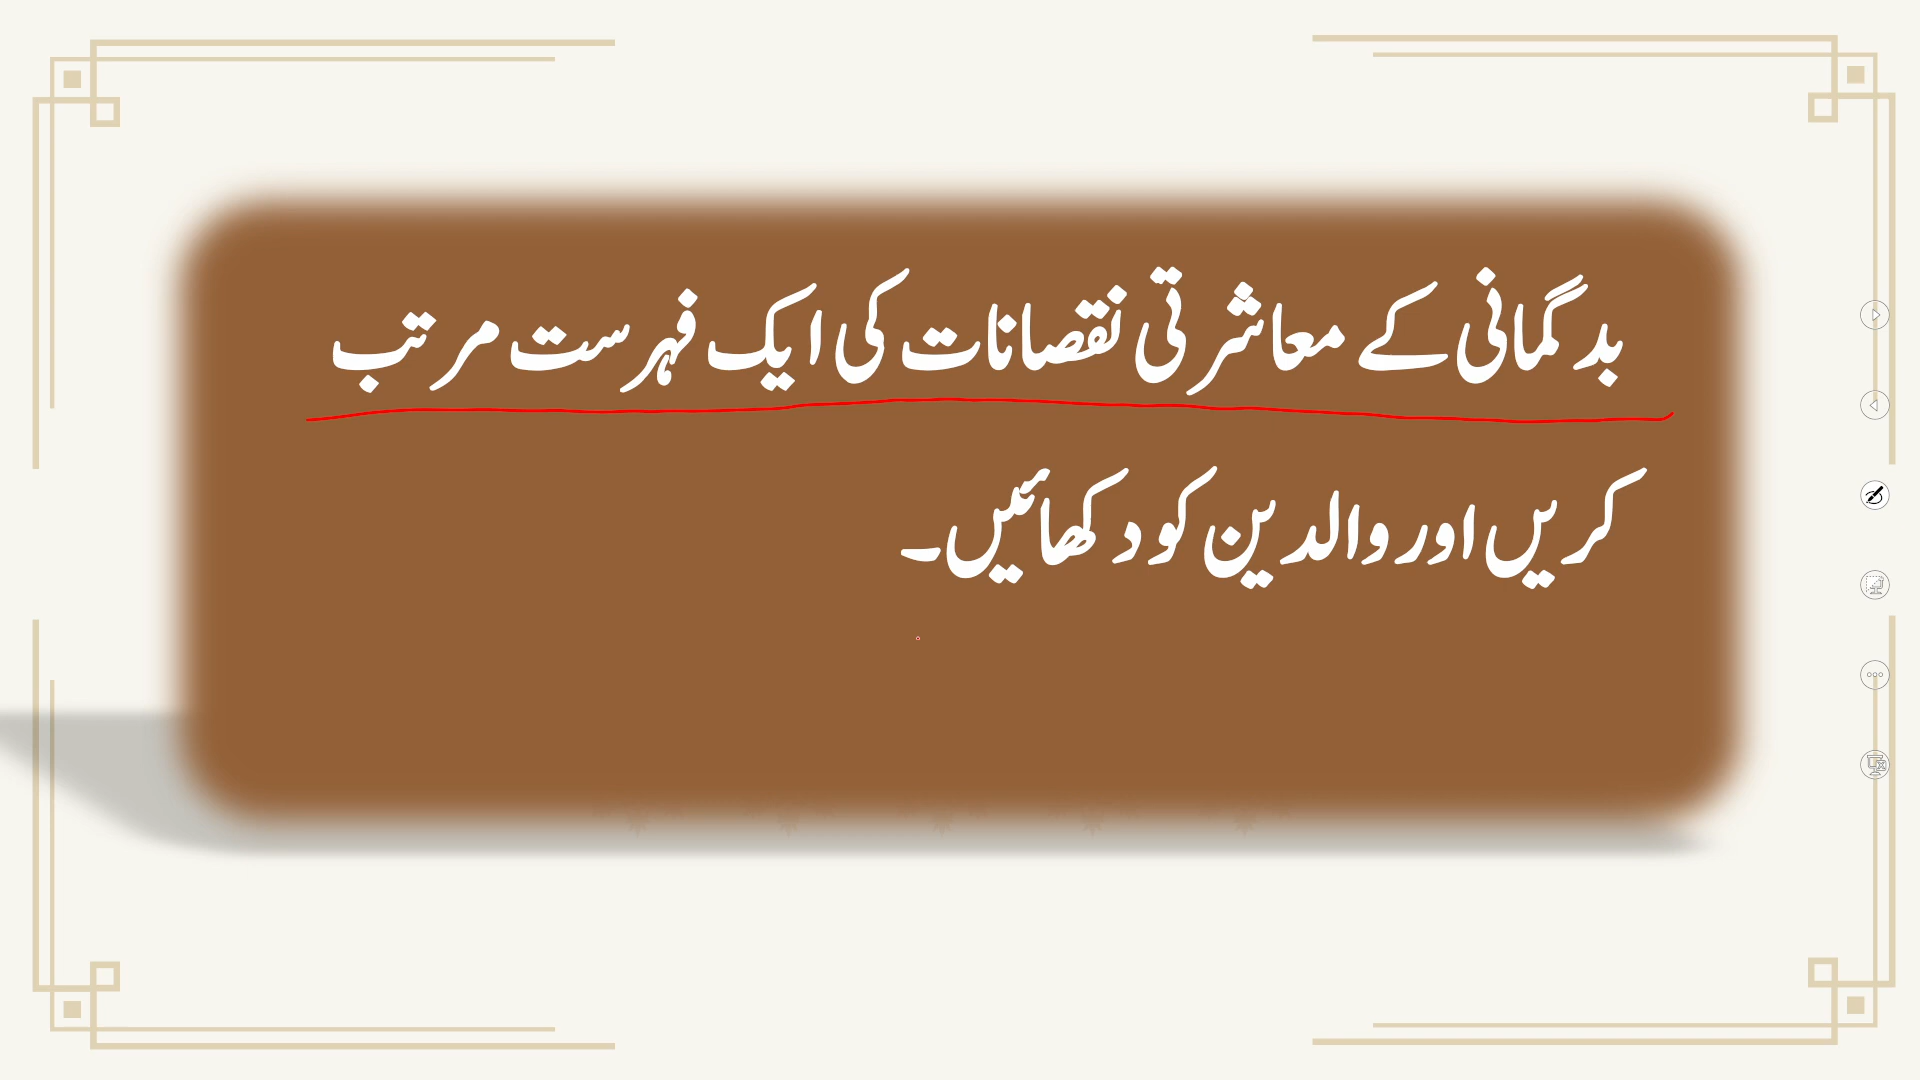 بدگمانی کے معاشرتی نقصانات کی ایک فہرست مرتب
کریں اور والدین کو دکھائیں۔